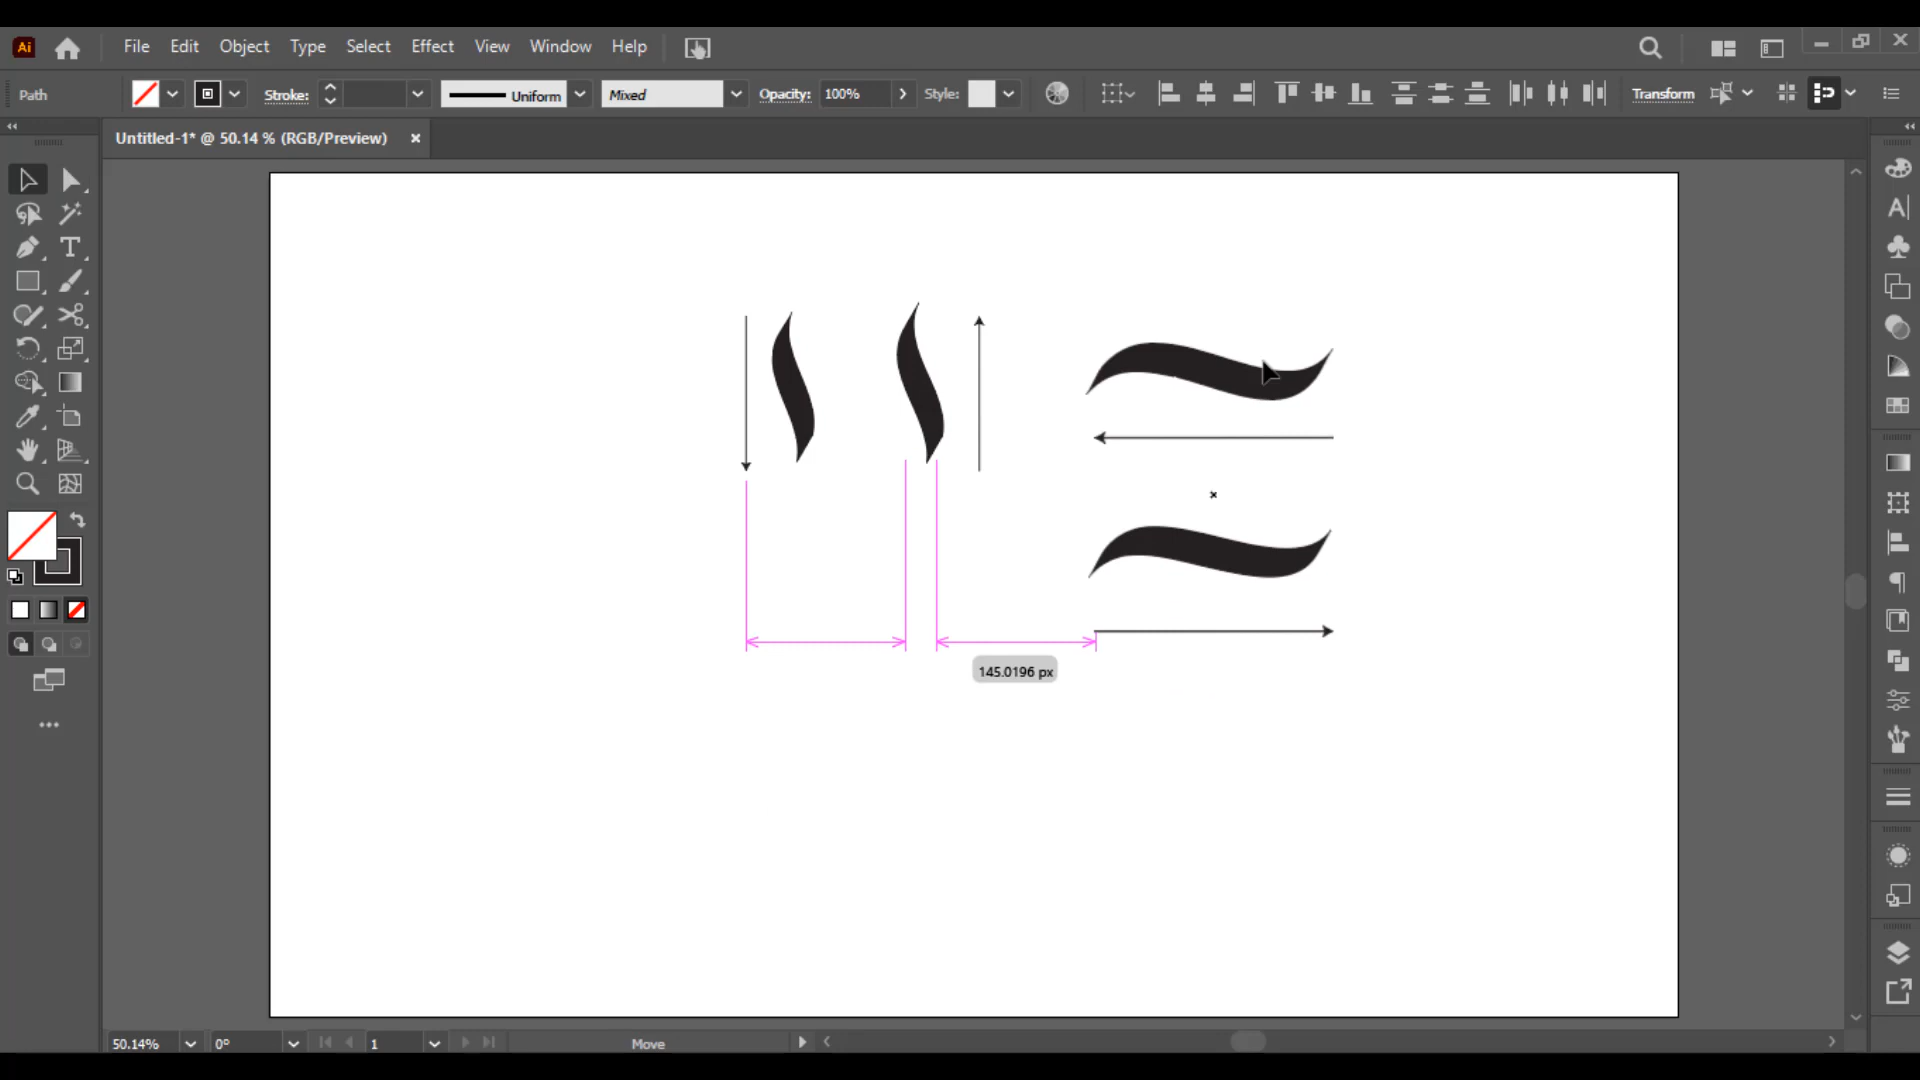 Ai File Edit Object Type Select Effect View Window Help
Path Stroke: Uniform Mixed Opacity: 100% Style: Transform
Untitled-1* @ 50.14 % (RGB/Preview)
145.0196 px
50.14% 0° 1 Move